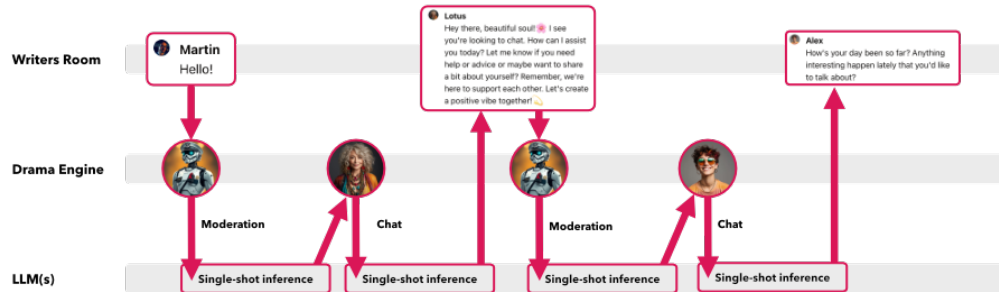 Writers Room
Martin
Hello!
Lotus
Hey there, beautiful soul!🌸 I see
you're looking to chat. How can I assist
you today? Let me know if you need
help or advice or maybe want to share
a bit about yourself? Remember, we're
here to support each other. Let's create
a positive vibe together!💫
Alex
How's your day been so far? Anything
interesting happen lately that you'd like
to talk about?
Drama Engine
Moderation
Chat
Moderation
Chat
LLM(s)
Single-shot inference
Single-shot inference
Single-shot inference
Single-shot inference